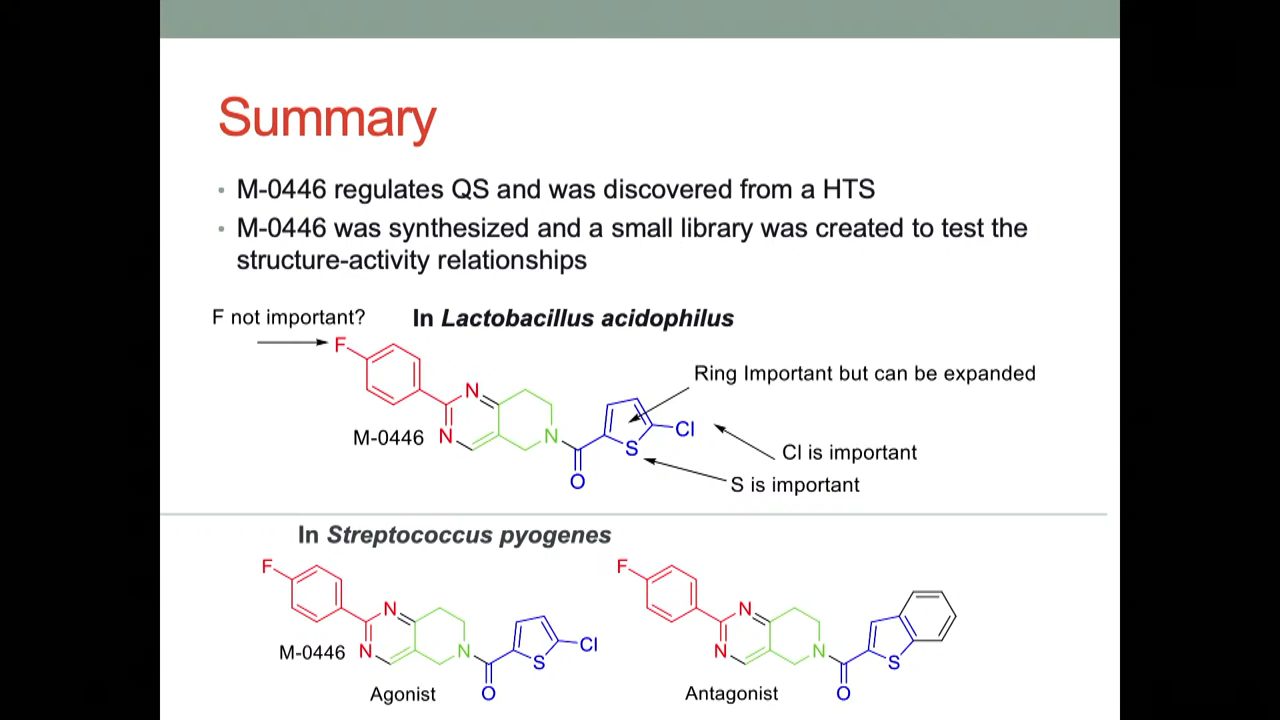 Summary
• M-0446 regulates QS and was discovered from a HTS
• M-0446 was synthesized and a small library was created to test the
structure-activity relationships
F not important?
In Lactobacillus acidophilus
F
Ring Important but can be expanded
N
M-0446
N
N
Cl
S
O
Cl is important
S is important
In Streptococcus pyogenes
F
N
M-0446
N
N
Cl
S
O
Agonist
F
N
N
N
S
O
Antagonist